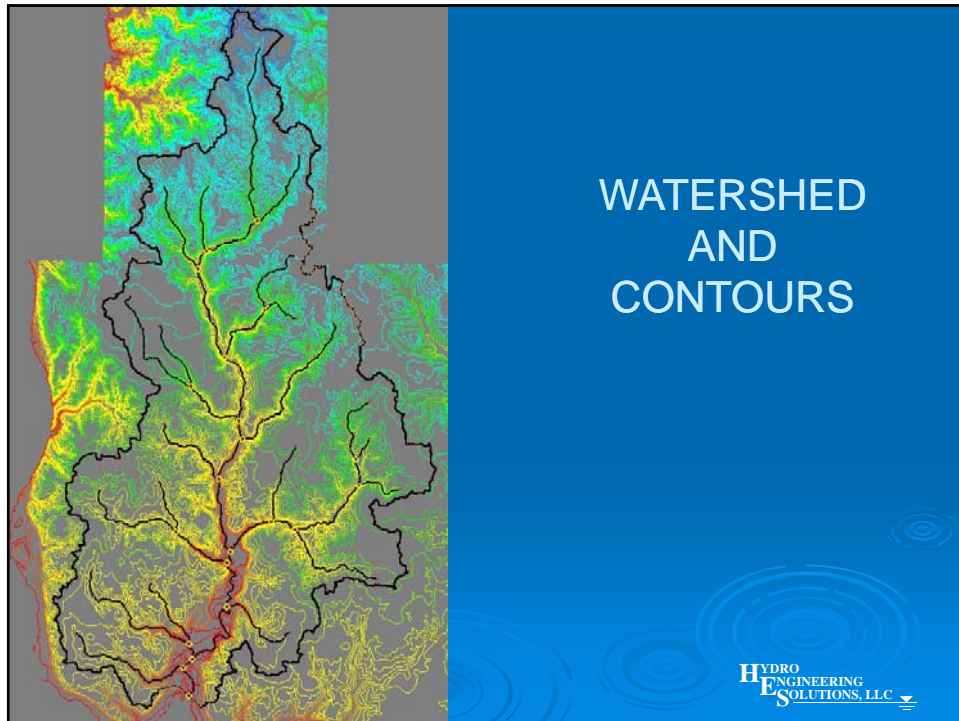 WATERSHED
AND
CONTOURS
HYDRO
ENGINEERING
SOLUTIONS, LLC